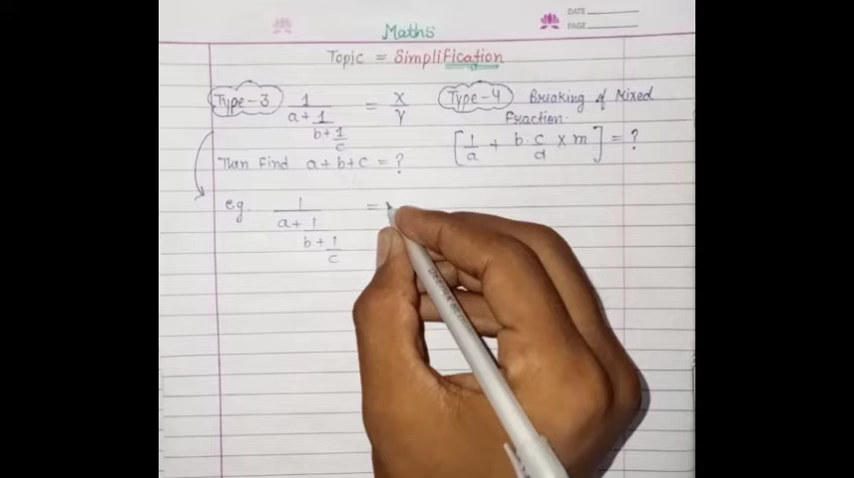 DATE
PAGE
Maths
Topic = Simplification
Type-3 1/(a+1/(b+1/c)) = X/Y
Then Find a+b+c = ?
Type-4 Breaking of Mixed
Fraction.
[1/a + b. c/d x m] = ?
eg. 1/(a+1/(b+1/c)) =